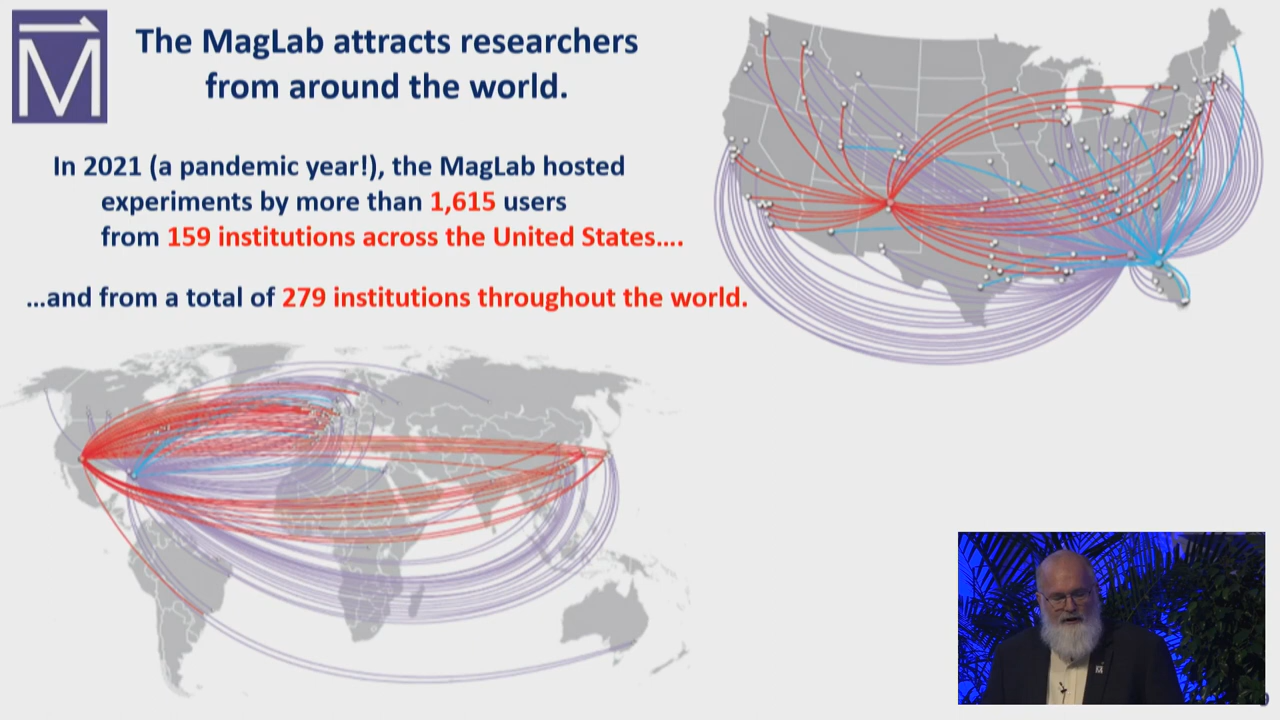 M
The MagLab attracts researchers
from around the world.
In 2021 (a pandemic year!), the MagLab hosted
experiments by more than 1,615 users
from 159 institutions across the United States....
...and from a total of 279 institutions throughout the world.